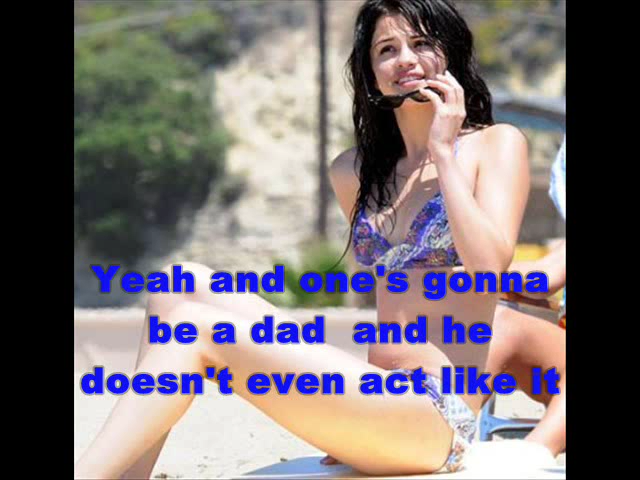 Yeah and one's gonna
be a dad  and he
doesn't even act like it